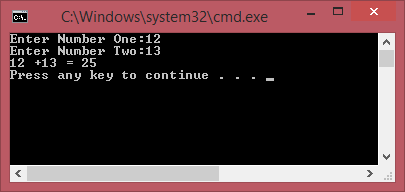 C:\Windows\system32\cmd.exe
Enter Number One:12
Enter Number Two:13
12 +13 = 25
Press any key to continue . . .